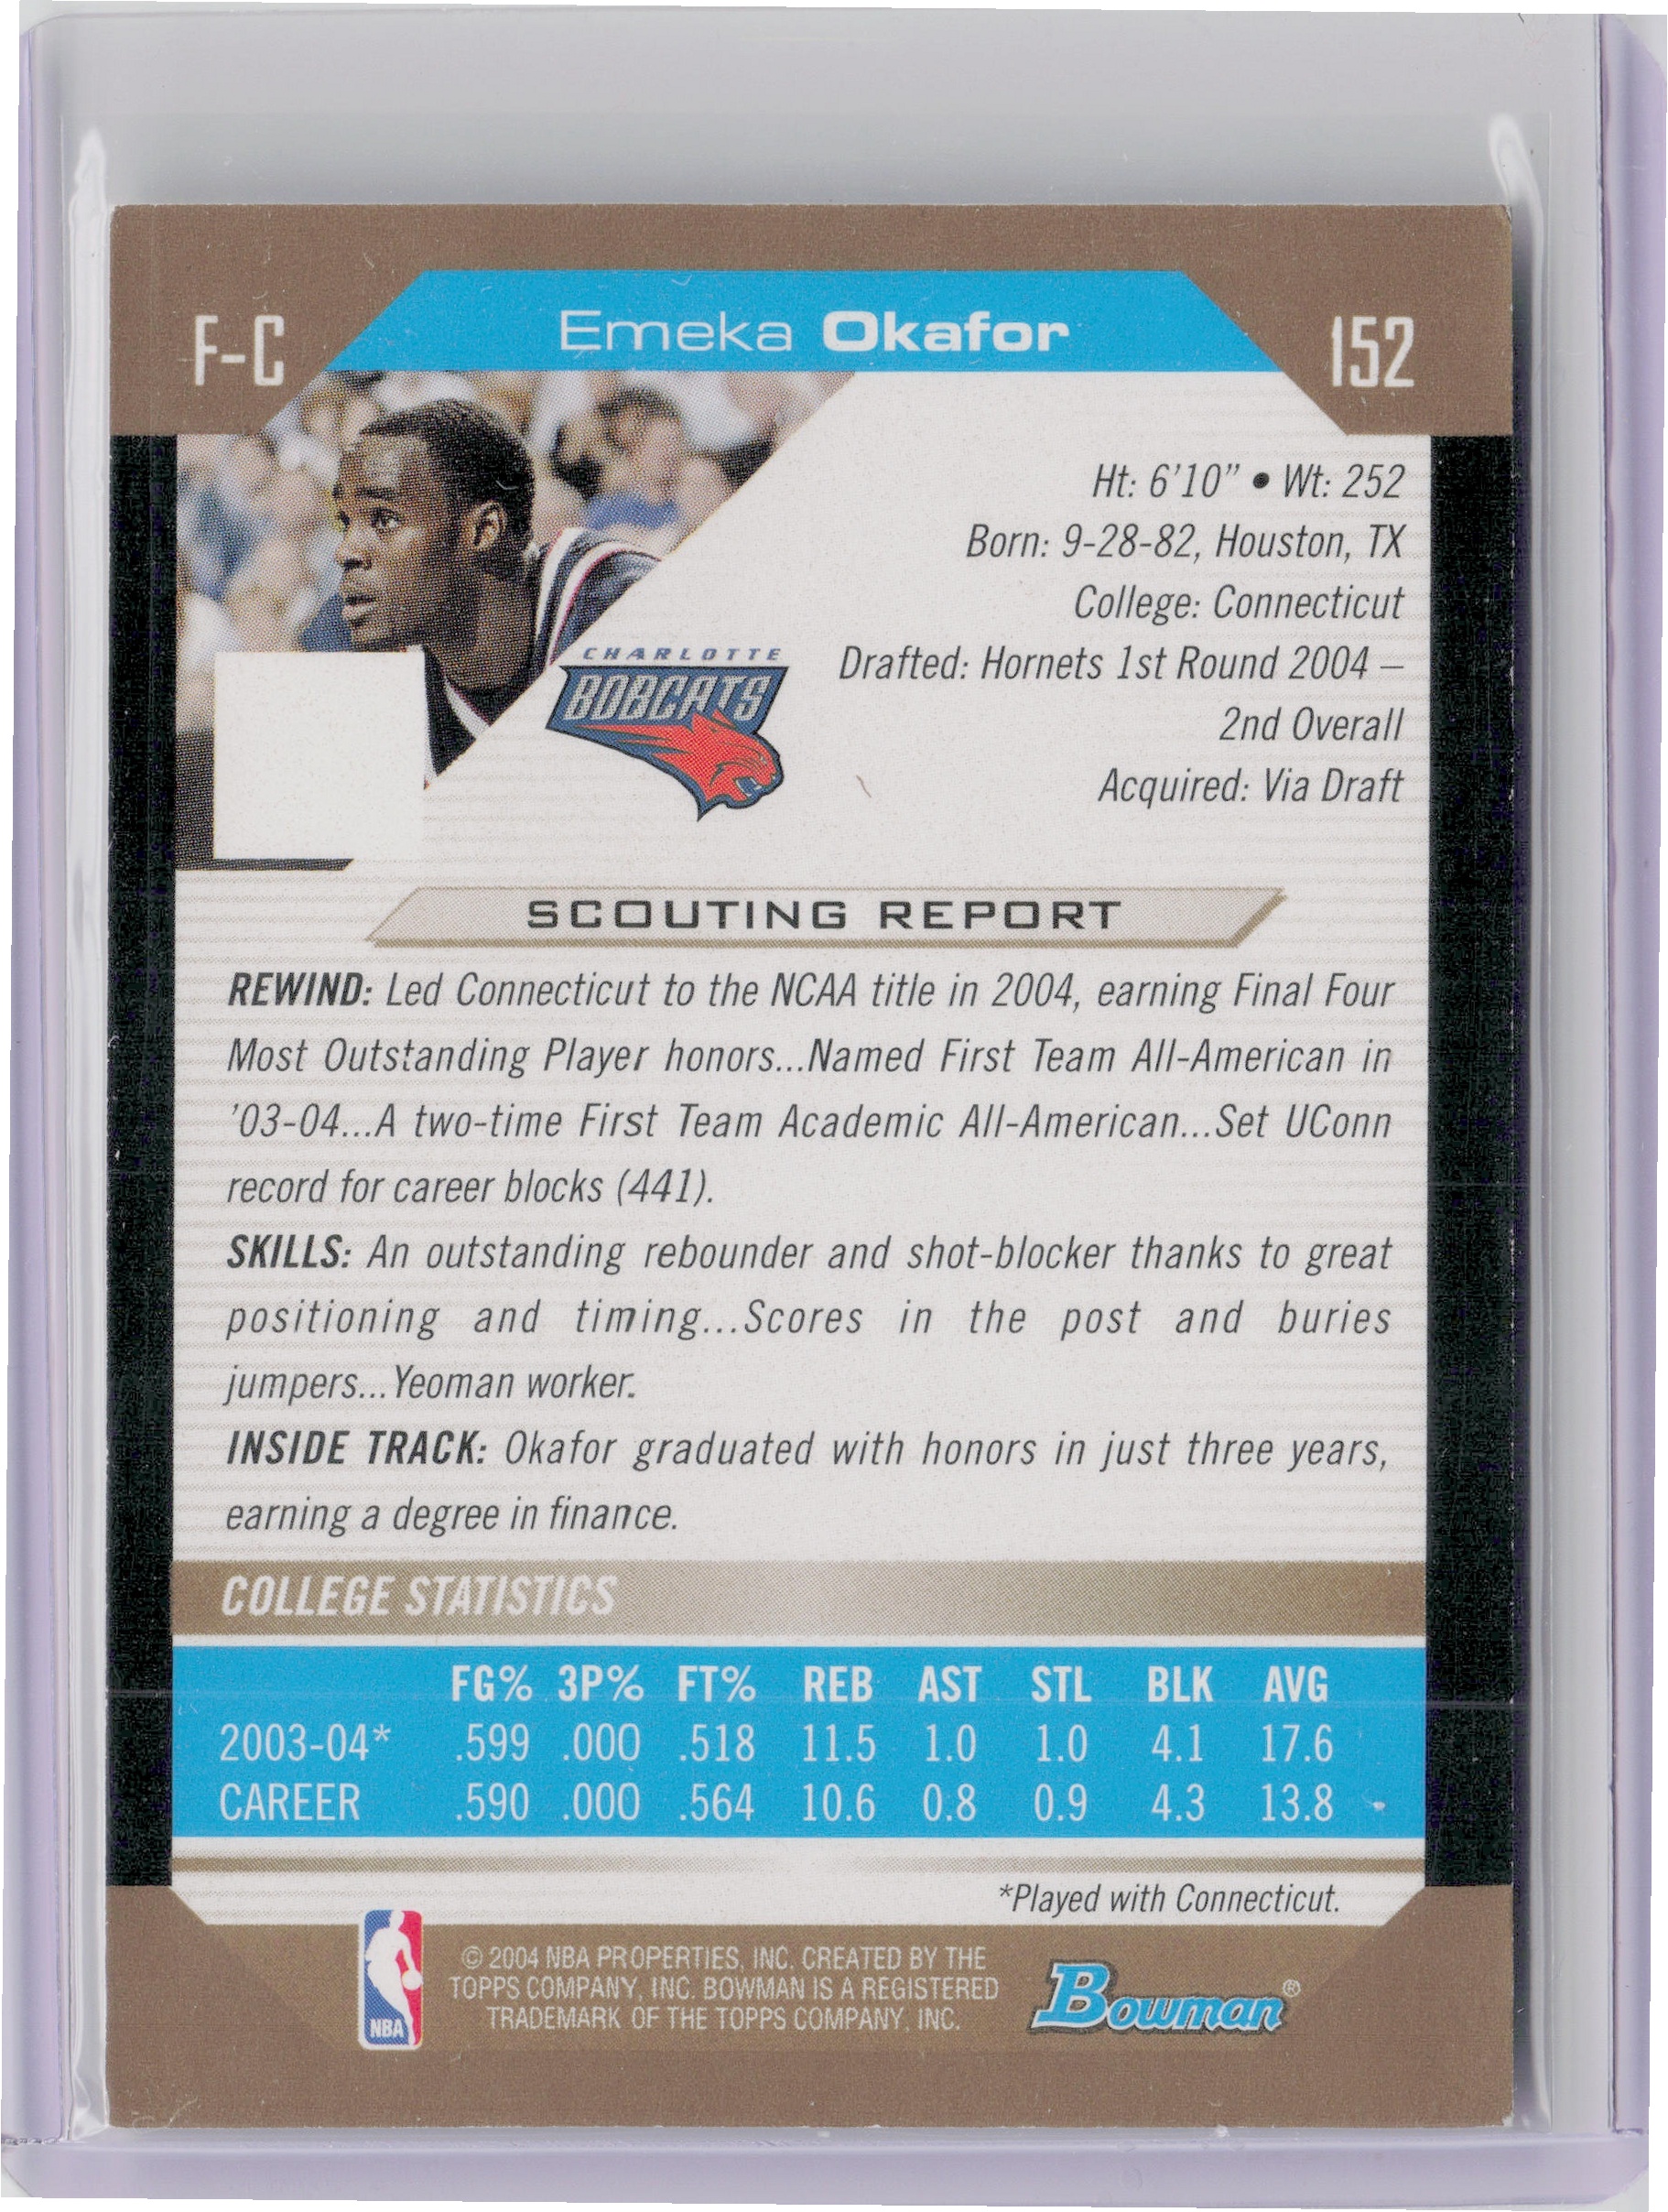 F-C
Emeka Okafor
152
Ht: 6'10" • Wt: 252
Born: 9-28-82, Houston, TX
College: Connecticut
Drafted: Hornets 1st Round 2004 –
2nd Overall
Acquired: Via Draft
CHARLOTTE
BOBCATS
SCOUTING REPORT
REWIND: Led Connecticut to the NCAA title in 2004, earning Final Four
Most Outstanding Player honors...Named First Team All-American in
'03-04...A two-time First Team Academic All-American...Set UConn
record for career blocks (441).
SKILLS: An outstanding rebounder and shot-blocker thanks to great
positioning and timing...Scores in the post and buries
jumpers...Yeoman worker.
INSIDE TRACK: Okafor graduated with honors in just three years,
earning a degree in finance.
COLLEGE STATISTICS
FG% 3P% FT% REB AST STL BLK AVG
2003-04* .599 .000 .518 11.5 1.0 1.0 4.1 17.6
CAREER .590 .000 .564 10.6 0.8 0.9 4.3 13.8
*Played with Connecticut.
NBA
© 2004 NBA PROPERTIES, INC. CREATED BY THE
TOPPS COMPANY, INC. BOWMAN IS A REGISTERED
TRADEMARK OF THE TOPPS COMPANY, INC.
Bowman®